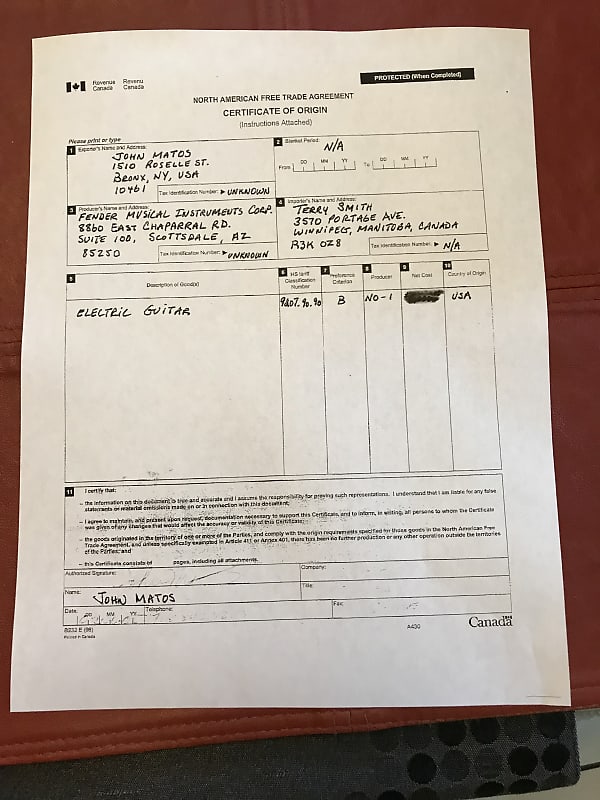 Revenue Revenu
Canada Canada
PROTECTED (When Completed)
NORTH AMERICAN FREE TRADE AGREEMENT
CERTIFICATE OF ORIGIN
(Instructions Attached)
Please print or type
1 Exporter's Name and Address:
JOHN MATOS
1510 ROSELLE ST.
BRONX, NY, USA
10461
Tax Identification Number: UNKNOWN
2 Blanket Period:
N/A
DD MM YY DD MM YY
From To
3 Producer's Name and Address:
FENDER MUSICAL INSTRUMENTS CORP.
8860 EAST CHAPARRAL RD.
SUITE 100, SCOTTSDALE, AZ
85250
Tax Identification Number: UNKNOWN
4 Importer's Name and Address:
TERRY SMITH
3570 PORTAGE AVE.
WINNIPEG, MANITOBA, CANADA
R3K 0Z8
Tax Identification Number: N/A
5 Description of Good(s)
6 HS Tariff Classification Number
7 Preference Criterion
8 Producer
9 Net Cost
10 Country of Origin
ELECTRIC GUITAR 9207.90.90 B NO-1 USA
11 I certify that:
– the information on this document is true and accurate and I assume the responsibility for proving such representations. I understand that I am liable for any false
statements or material omissions made on or in connection with this document;
– I agree to maintain, and present upon request, documentation necessary to support this Certificate, and to inform, in writing, all persons to whom the Certificate
was given of any changes that would affect the accuracy or validity of this Certificate;
– the goods originated in the territory of one or more of the Parties, and comply with the origin requirements specified for those goods in the North American Free
Trade Agreement, and unless specifically exempted in Article 411 or Annex 401, there has been no further production or any other operation outside the territories
of the Parties; and
– this Certificate consists of pages, including all attachments.
Authorized Signature:
Company:
Name:
JOHN MATOS
Title:
Date: DD MM YY
Telephone:
Fax:
B232 E (96)
Printed in Canada
A430
Canada